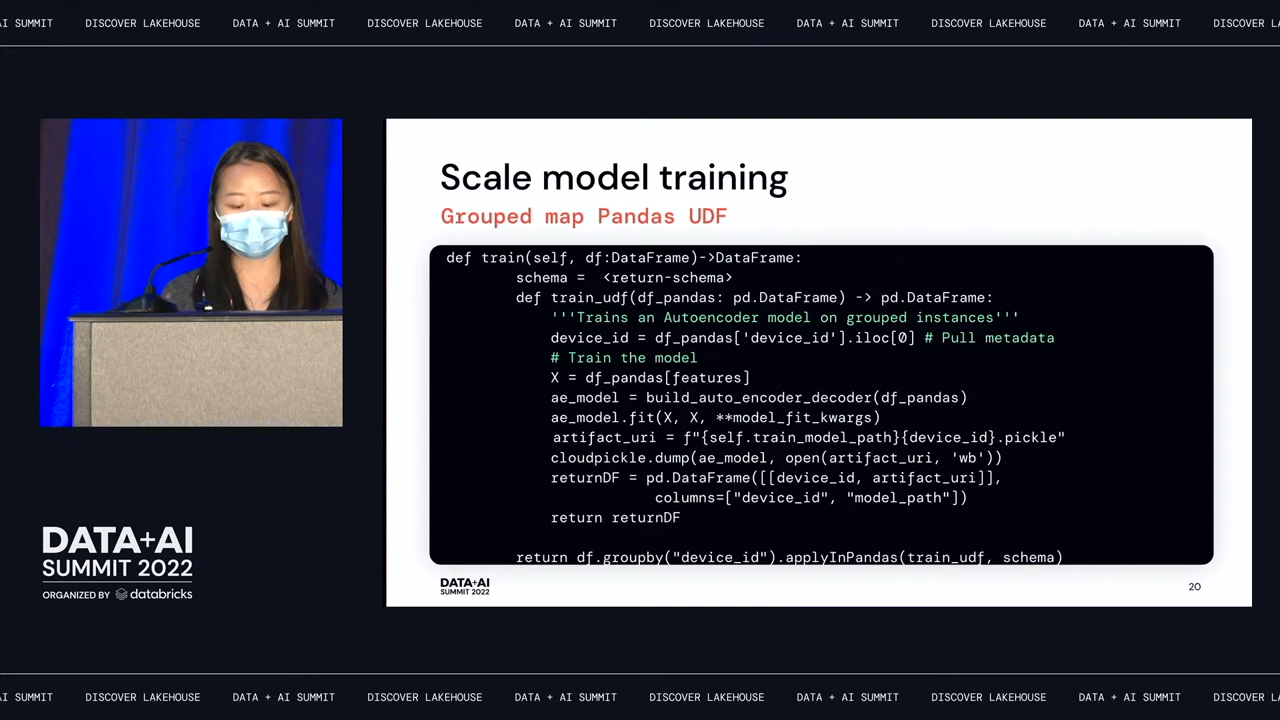 AI SUMMIT DISCOVER LAKEHOUSE DATA + AI SUMMIT DISCOVER LAKEHOUSE DATA + AI SUMMIT DISCOVER LAKEHOUSE DATA + AI SUMMIT DISCOVER LAKEHOUSE DATA + AI SUMMIT DISCOVER L
Scale model training
Grouped map Pandas UDF
def train(self, df:DataFrame)->DataFrame:
schema = <return-schema>
def train_udf(df_pandas: pd.DataFrame) -> pd.DataFrame:
'''Trains an Autoencoder model on grouped instances'''
device_id = df_pandas['device_id'].iloc[0] # Pull metadata
# Train the model
X = df_pandas[features]
ae_model = build_auto_encoder_decoder(df_pandas)
ae_model.fit(X, X, **model_fit_kwargs)
artifact_uri = f"{self.train_model_path}{device_id}.pickle"
cloudpickle.dump(ae_model, open(artifact_uri, 'wb'))
returnDF = pd.DataFrame([[device_id, artifact_uri]],
columns=["device_id", "model_path"])
return returnDF
return df.groupby("device_id").applyInPandas(train_udf, schema)
DATA+AI
SUMMIT 2022
20
DATA+AI
SUMMIT 2022
ORGANIZED BY databricks
AI SUMMIT DISCOVER LAKEHOUSE DATA + AI SUMMIT DISCOVER LAKEHOUSE DATA + AI SUMMIT DISCOVER LAKEHOUSE DATA + AI SUMMIT DISCOVER LAKEHOUSE DATA + AI SUMMIT DISCOVER L